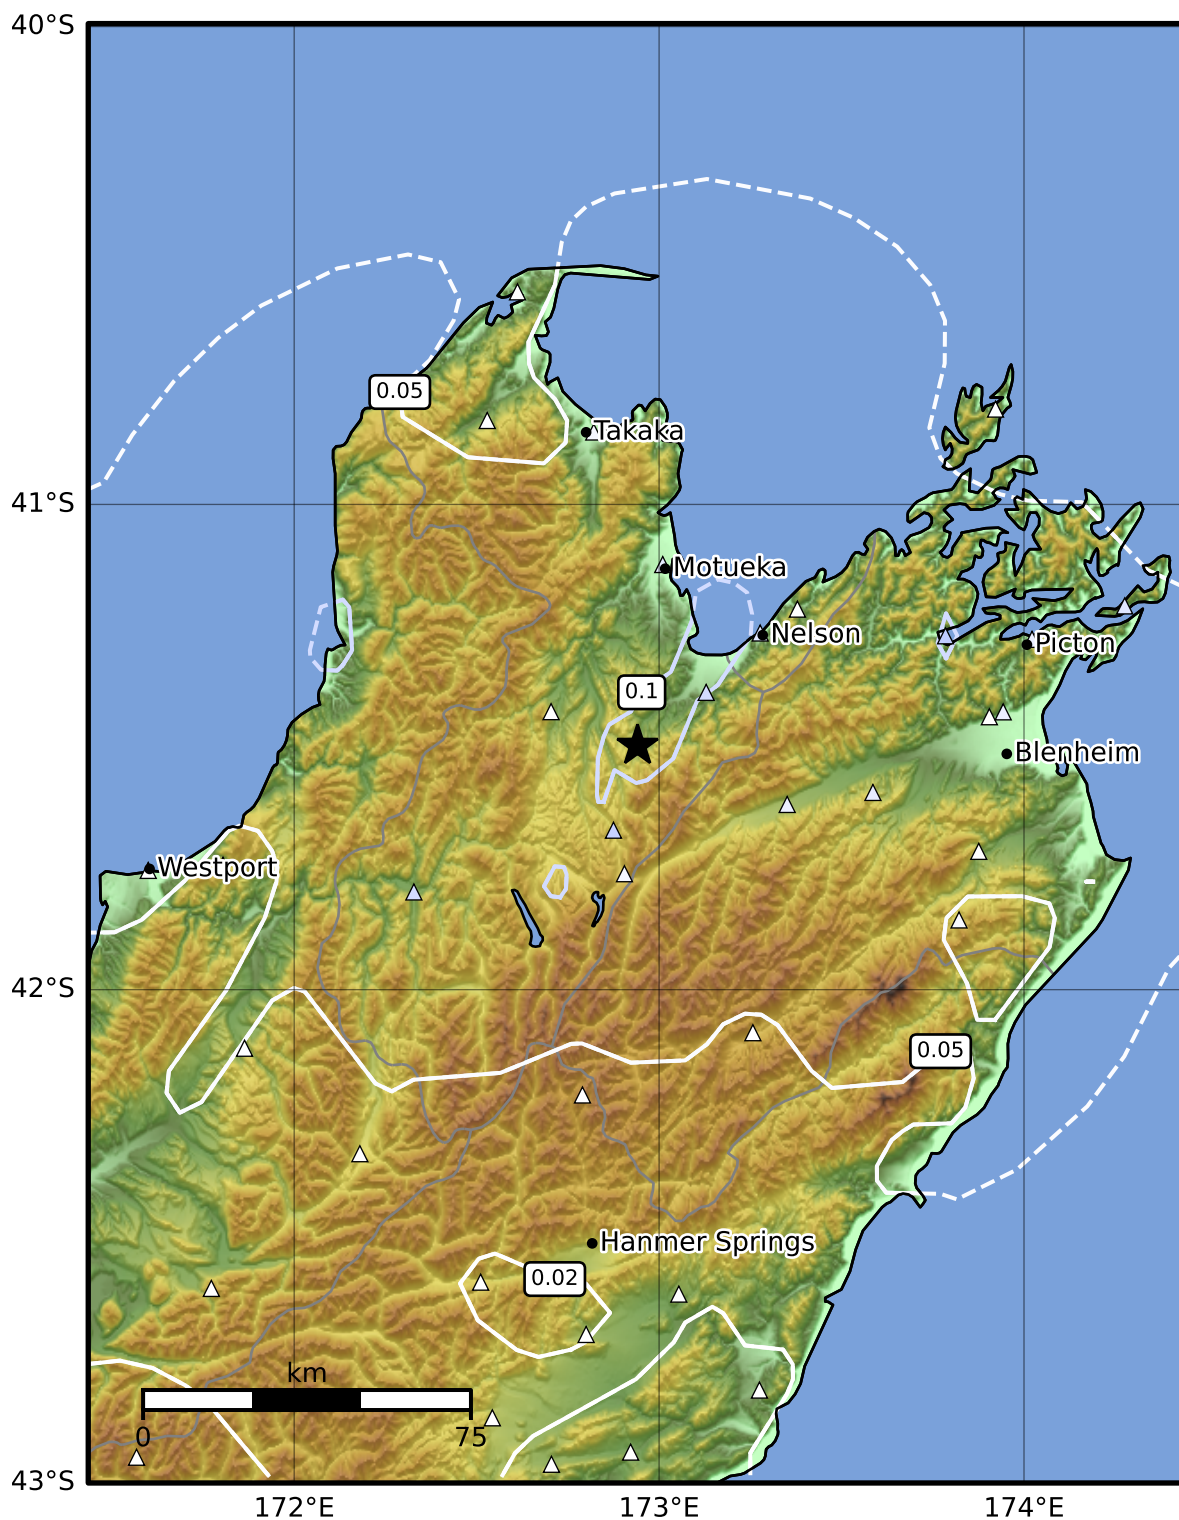 40°S
0.05
Takaka
41°S
Motueka
Nelson
Picton
0.1
Blenheim
Westport
42°S
0.05
Hanmer Springs
0.02
km
0
75
43°S
172°E
173°E
174°E